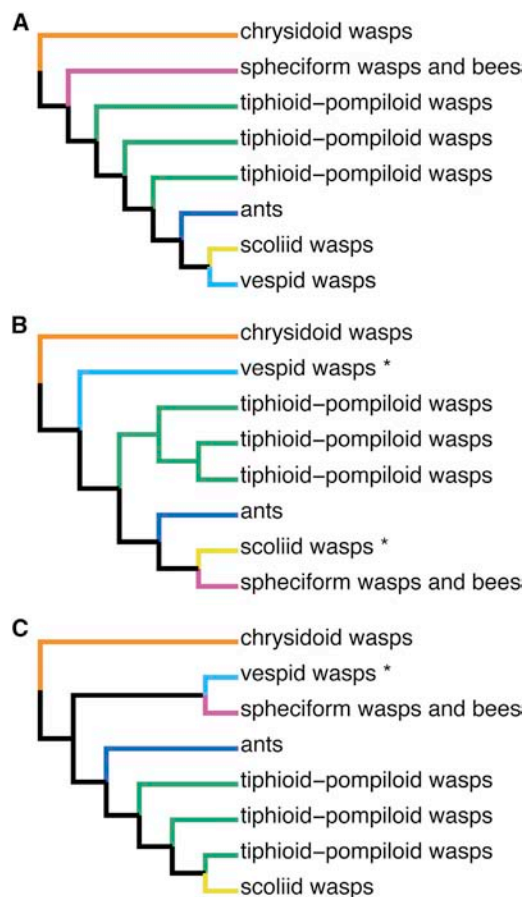 A
chrysidoid wasps
spheciform wasps and bees
tiphioid−pompiloid wasps
tiphioid−pompiloid wasps
tiphioid−pompiloid wasps
ants
scoliid wasps
vespid wasps
B
chrysidoid wasps
vespid wasps *
tiphioid−pompiloid wasps
tiphioid−pompiloid wasps
tiphioid−pompiloid wasps
ants
scoliid wasps *
spheciform wasps and bees
C
chrysidoid wasps
vespid wasps *
spheciform wasps and bees
ants
tiphioid−pompiloid wasps
tiphioid−pompiloid wasps
tiphioid−pompiloid wasps
scoliid wasps